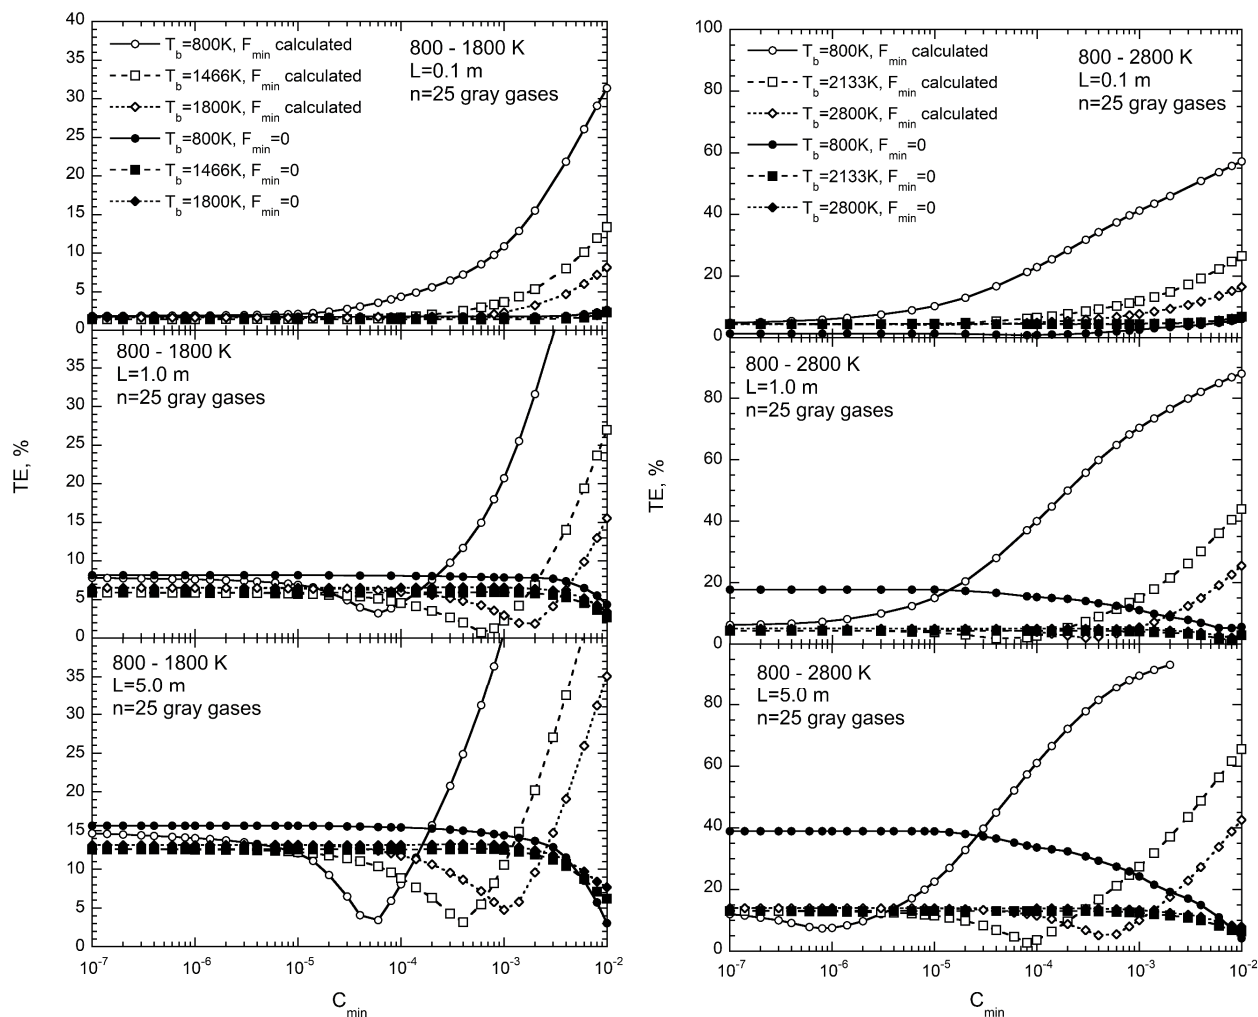 40
35
30
25
20
15
10
5
0
T_b=800K, F_min calculated
T_b=1466K, F_min calculated
T_b=1800K, F_min calculated
T_b=800K, F_min=0
T_b=1466K, F_min=0
T_b=1800K, F_min=0
800 - 1800 K
L=0.1 m
n=25 gray gases
35
30
25
20
15
10
5
0
800 - 1800 K
L=1.0 m
n=25 gray gases
35
30
25
20
15
10
5
0
800 - 1800 K
L=5.0 m
n=25 gray gases
TE, %
10^-7
10^-6
10^-5
10^-4
10^-3
10^-2
C_min
100
80
60
40
20
0
T_b=800K, F_min calculated
T_b=2133K, F_min calculated
T_b=2800K, F_min calculated
T_b=800K, F_min=0
T_b=2133K, F_min=0
T_b=2800K, F_min=0
800 - 2800 K
L=0.1 m
n=25 gray gases
80
60
40
20
0
800 - 2800 K
L=1.0 m
n=25 gray gases
80
60
40
20
0
800 - 2800 K
L=5.0 m
n=25 gray gases
TE, %
10^-7
10^-6
10^-5
10^-4
10^-3
10^-2
C_min